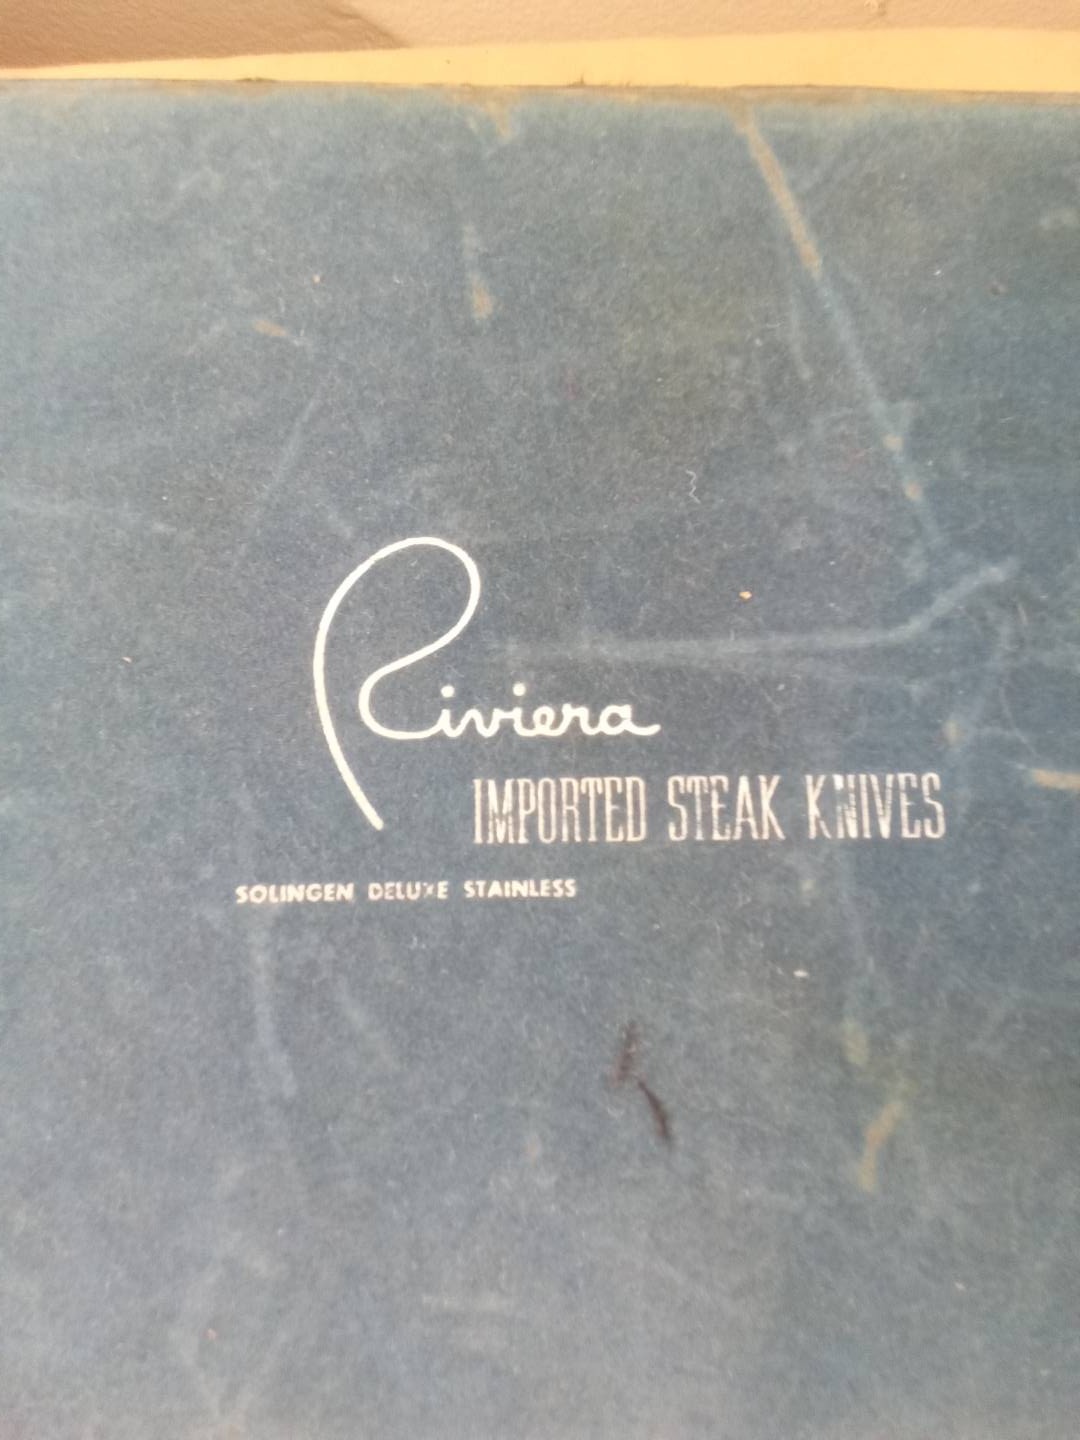 Riviera
IMPORTED STEAK KNIVES
SOLINGEN DELUXE STAINLESS